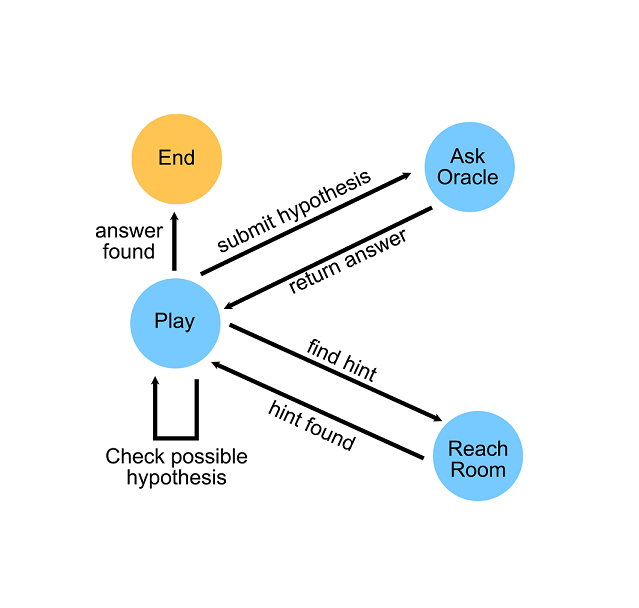 End
Ask
Oracle
submit hypothesis
answer
found
return answer
Play
find hint
hint found
Check possible
hypothesis
Reach
Room